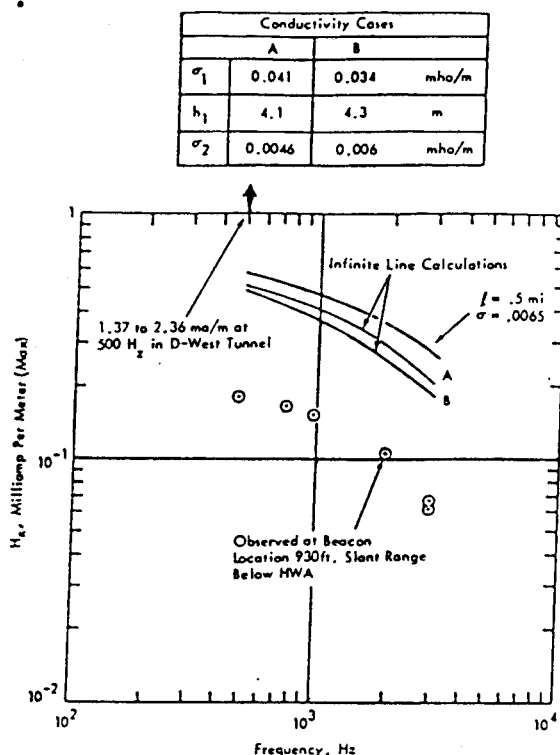 Conductivity Cases
A B
σ1 0.041 0.034 mho/m
h1 4.1 4.3 m
σ2 0.0046 0.006 mho/m
1
Infinite Line Calculations
1.37 to 2.36 ma/m at
500 Hz in D-West Tunnel
l = .5 mi
σ = .0065
A
B
HR, Milliamp Per Meter (Max)
10-1
Observed at Beacon
Location 930ft. Slant Range
Below HWA
10-2
102 103 104
Frequency, Hz